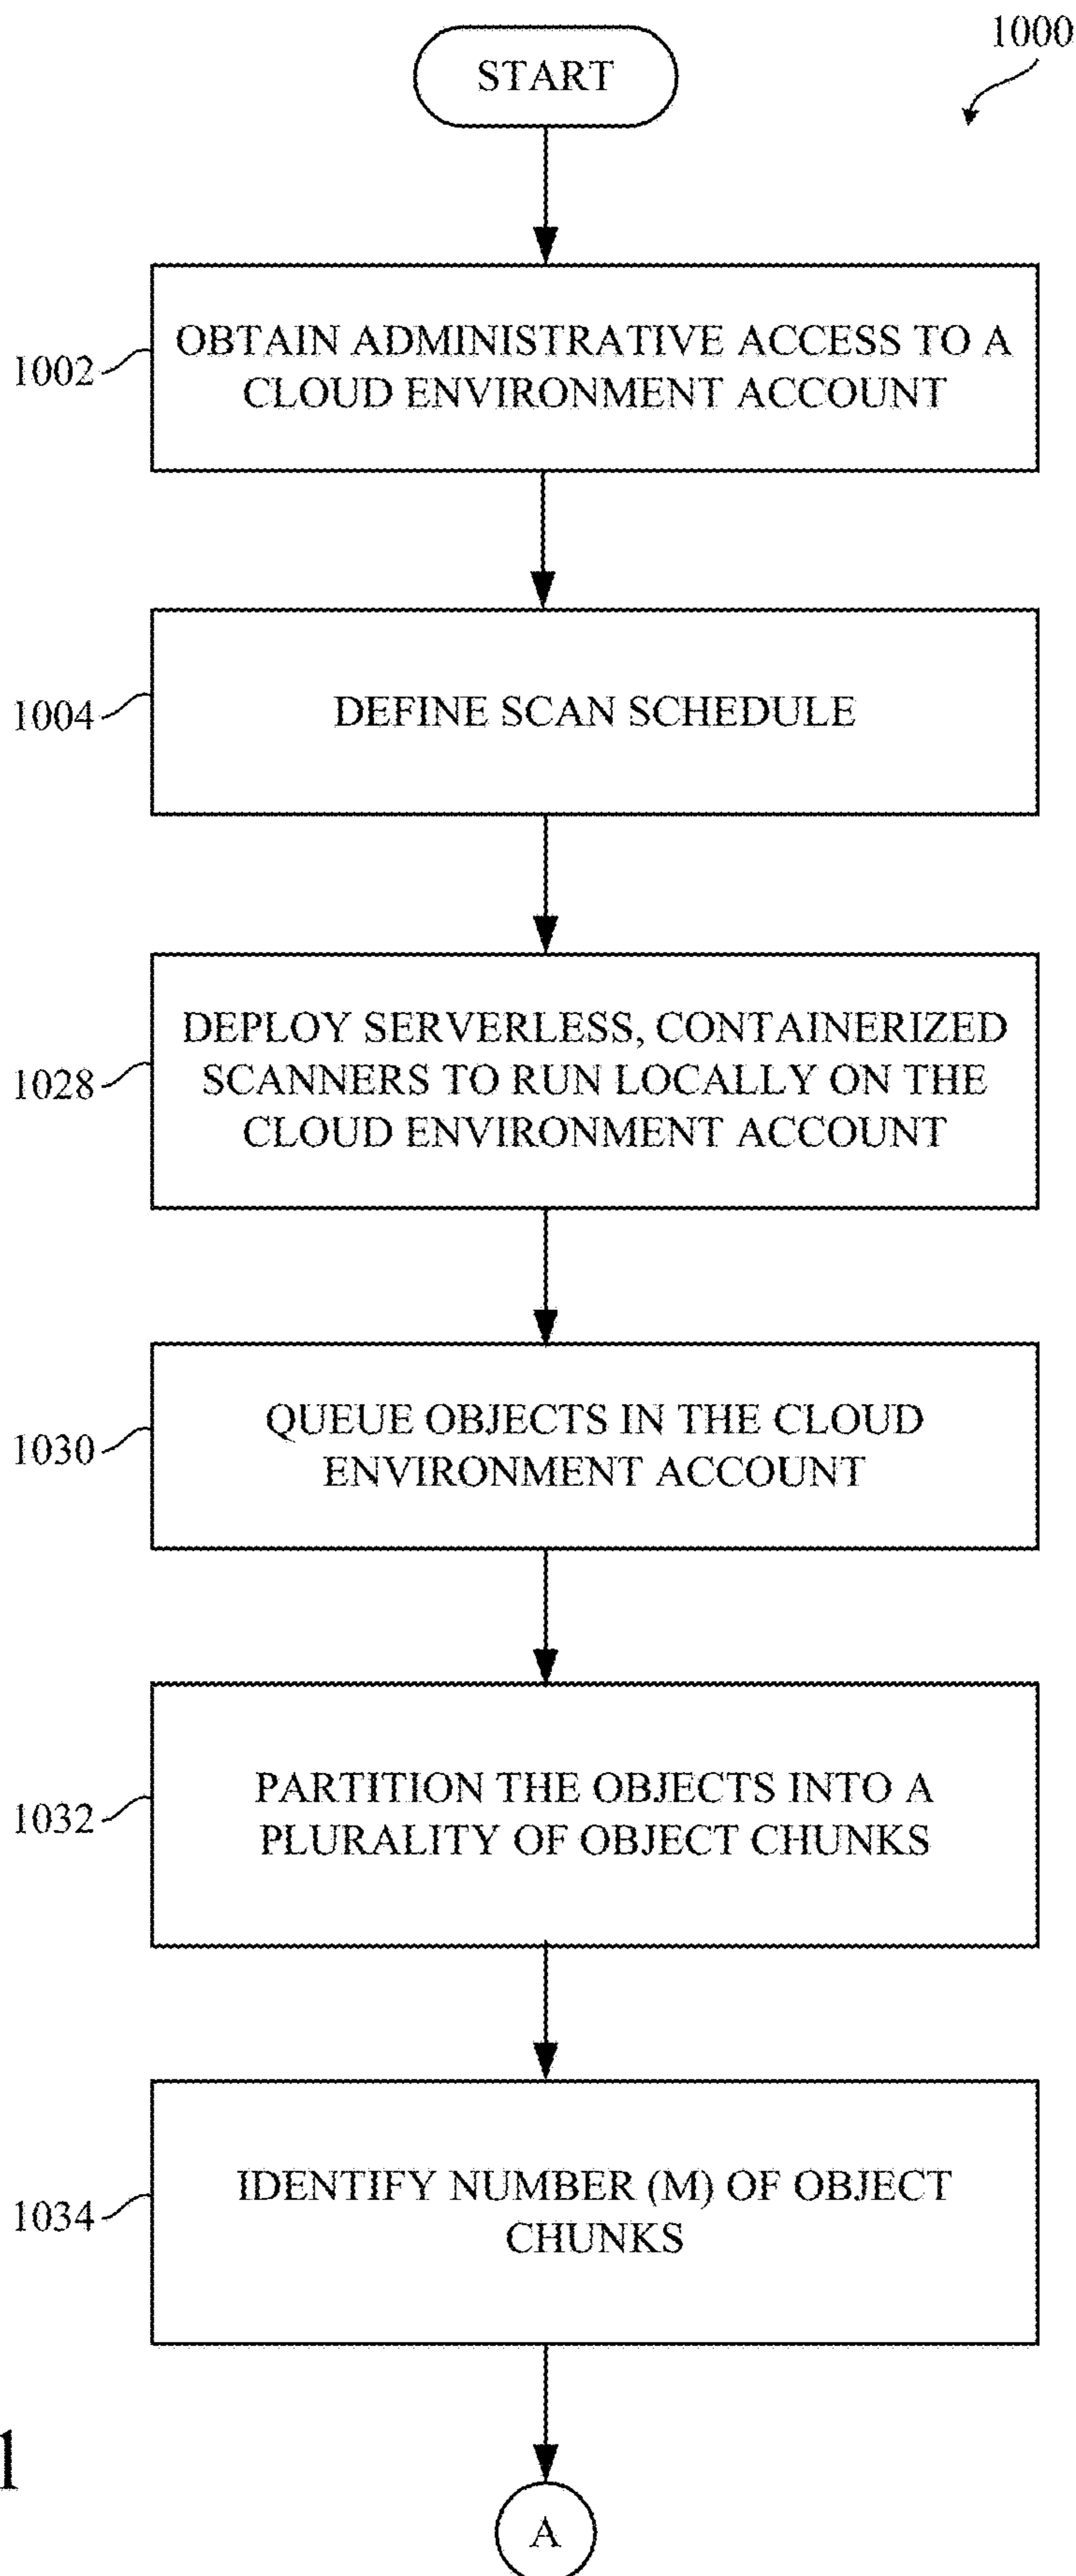 1000
START
1002
OBTAIN ADMINISTRATIVE ACCESS TO A
CLOUD ENVIRONMENT ACCOUNT
1004
DEFINE SCAN SCHEDULE
1028
DEPLOY SERVERLESS, CONTAINERIZED
SCANNERS TO RUN LOCALLY ON THE
CLOUD ENVIRONMENT ACCOUNT
1030
QUEUE OBJECTS IN THE CLOUD
ENVIRONMENT ACCOUNT
1032
PARTITION THE OBJECTS INTO A
PLURALITY OF OBJECT CHUNKS
1034
IDENTIFY NUMBER (M) OF OBJECT
CHUNKS
1
A